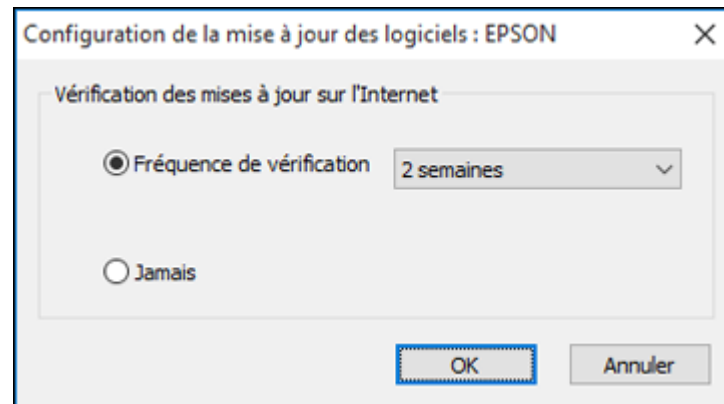 Configuration de la mise à jour des logiciels : EPSON
Vérification des mises à jour sur l'Internet
Fréquence de vérification 2 semaines
Jamais
OK Annuler